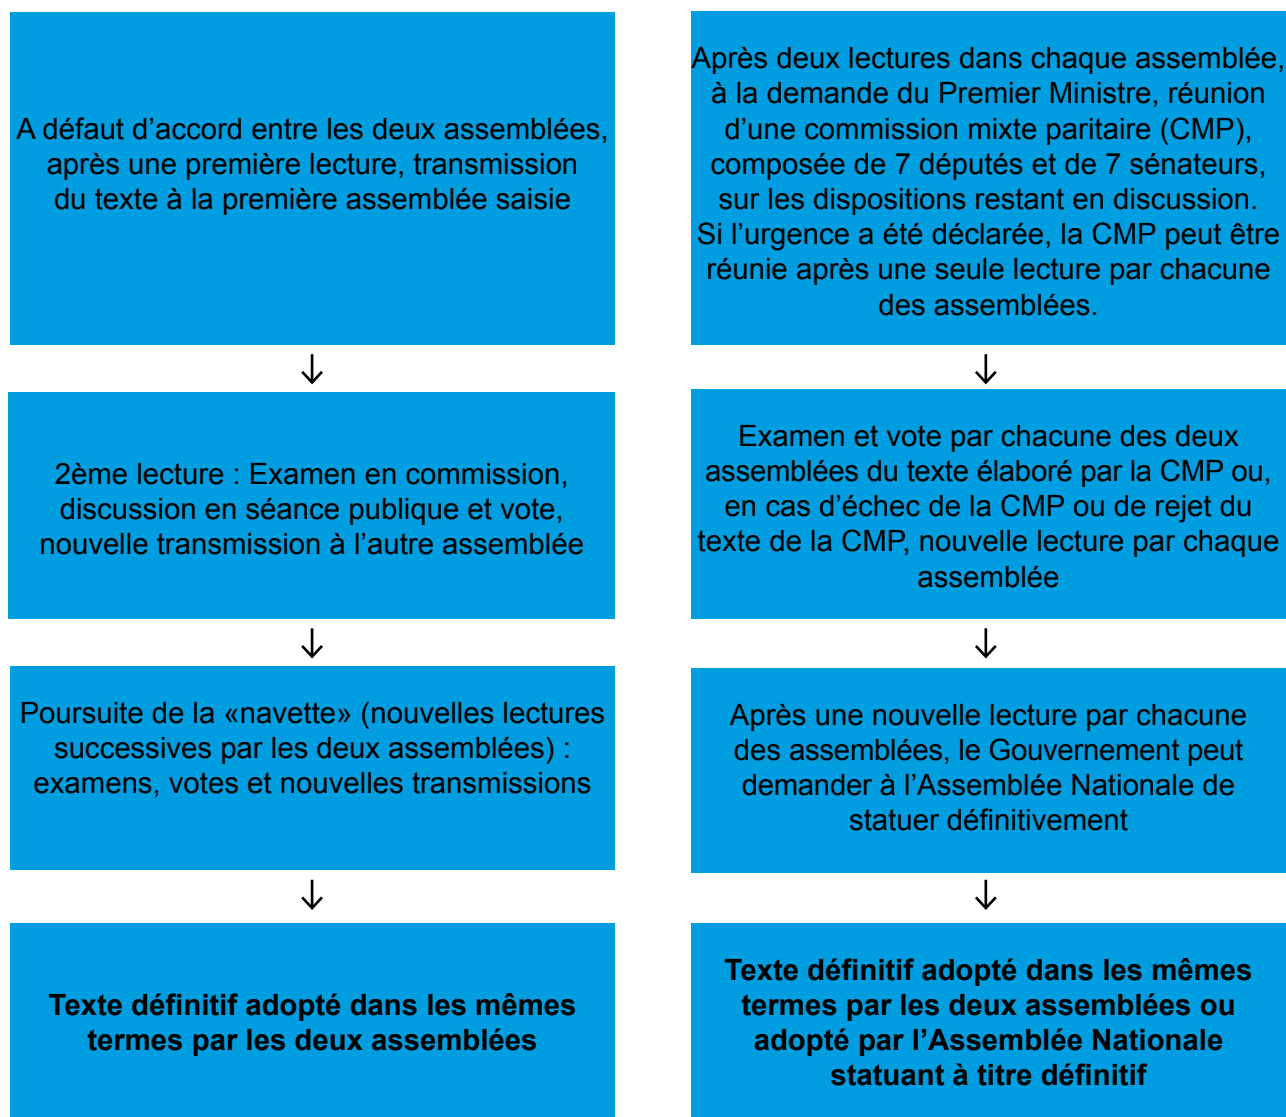 A défaut d’accord entre les deux assemblées,
après une première lecture, transmission
du texte à la première assemblée saisie
↓
2ème lecture : Examen en commission,
discussion en séance publique et vote,
nouvelle transmission à l’autre assemblée
↓
Poursuite de la «navette» (nouvelles lectures
successives par les deux assemblées) :
examens, votes et nouvelles transmissions
↓
Texte définitif adopté dans les mêmes
termes par les deux assemblées
Après deux lectures dans chaque assemblée,
à la demande du Premier Ministre, réunion
d’une commission mixte paritaire (CMP),
composée de 7 députés et de 7 sénateurs,
sur les dispositions restant en discussion.
Si l’urgence a été déclarée, la CMP peut être
réunie après une seule lecture par chacune
des assemblées.
↓
Examen et vote par chacune des deux
assemblées du texte élaboré par la CMP ou,
en cas d’échec de la CMP ou de rejet du
texte de la CMP, nouvelle lecture par chaque
assemblée
↓
Après une nouvelle lecture par chacune
des assemblées, le Gouvernement peut
demander à l’Assemblée Nationale de
statuer définitivement
↓
Texte définitif adopté dans les mêmes
termes par les deux assemblées ou
adopté par l’Assemblée Nationale
statuant à titre définitif